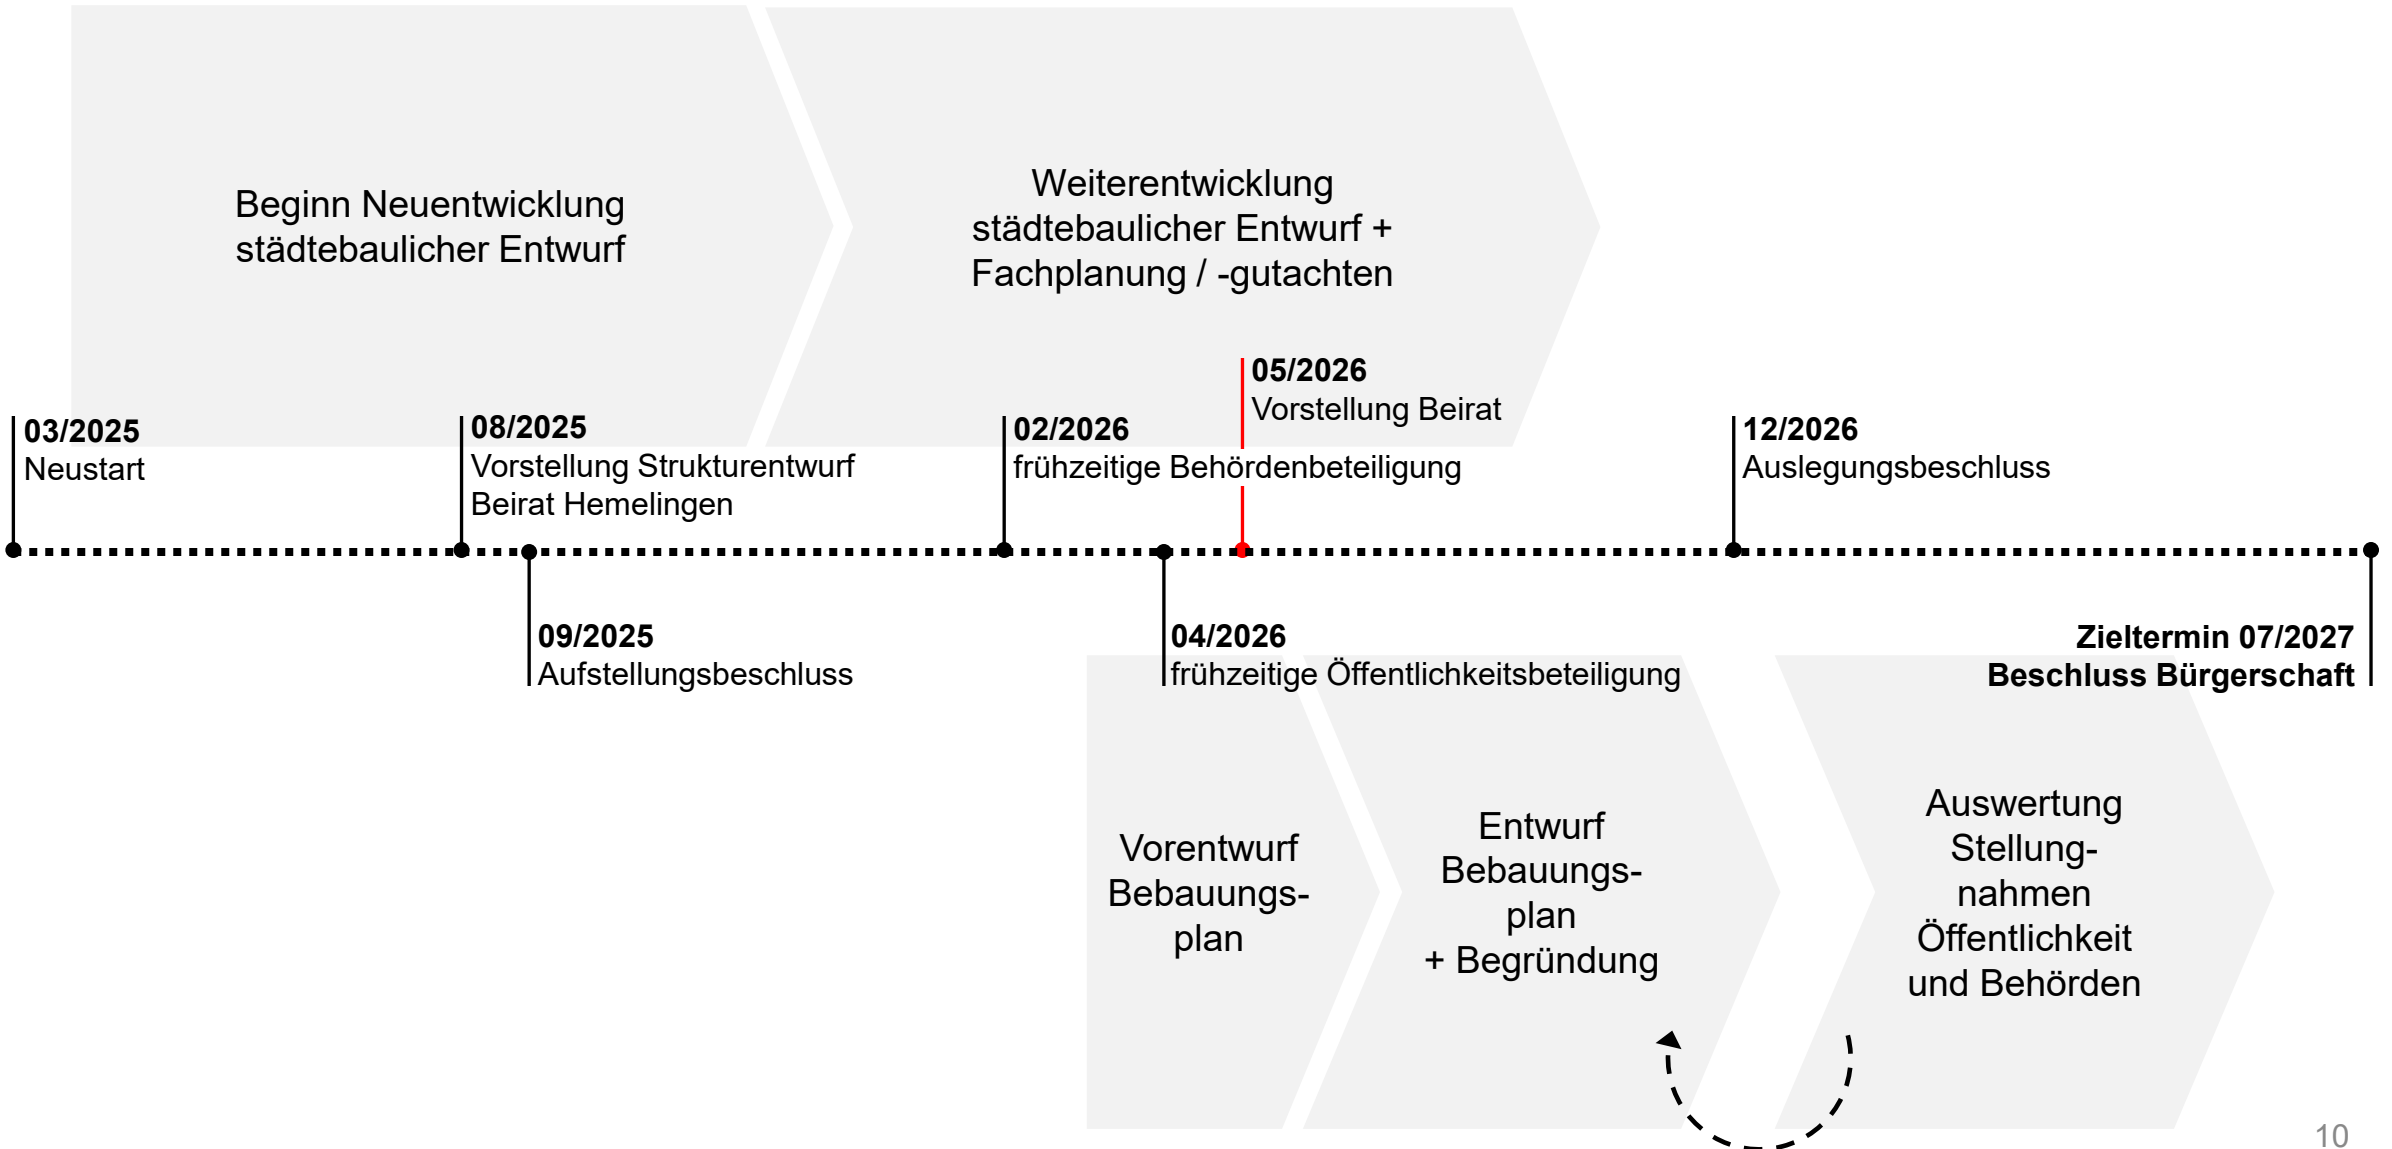 Beginn Neuentwicklung
städtebaulicher Entwurf
Weiterentwicklung
städtebaulicher Entwurf +
Fachplanung / -gutachten
03/2025
Neustart
08/2025
Vorstellung Strukturentwurf
Beirat Hemelingen
02/2026
frühzeitige Behördenbeteiligung
05/2026
Vorstellung Beirat
12/2026
Auslegungsbeschluss
09/2025
Aufstellungsbeschluss
04/2026
frühzeitige Öffentlichkeitsbeteiligung
Zieltermin 07/2027
Beschluss Bürgerschaft
Vorentwurf
Bebauungs-
plan
Entwurf
Bebauungs-
plan
+ Begründung
Auswertung
Stellung-
nahmen
Öffentlichkeit
und Behörden
10